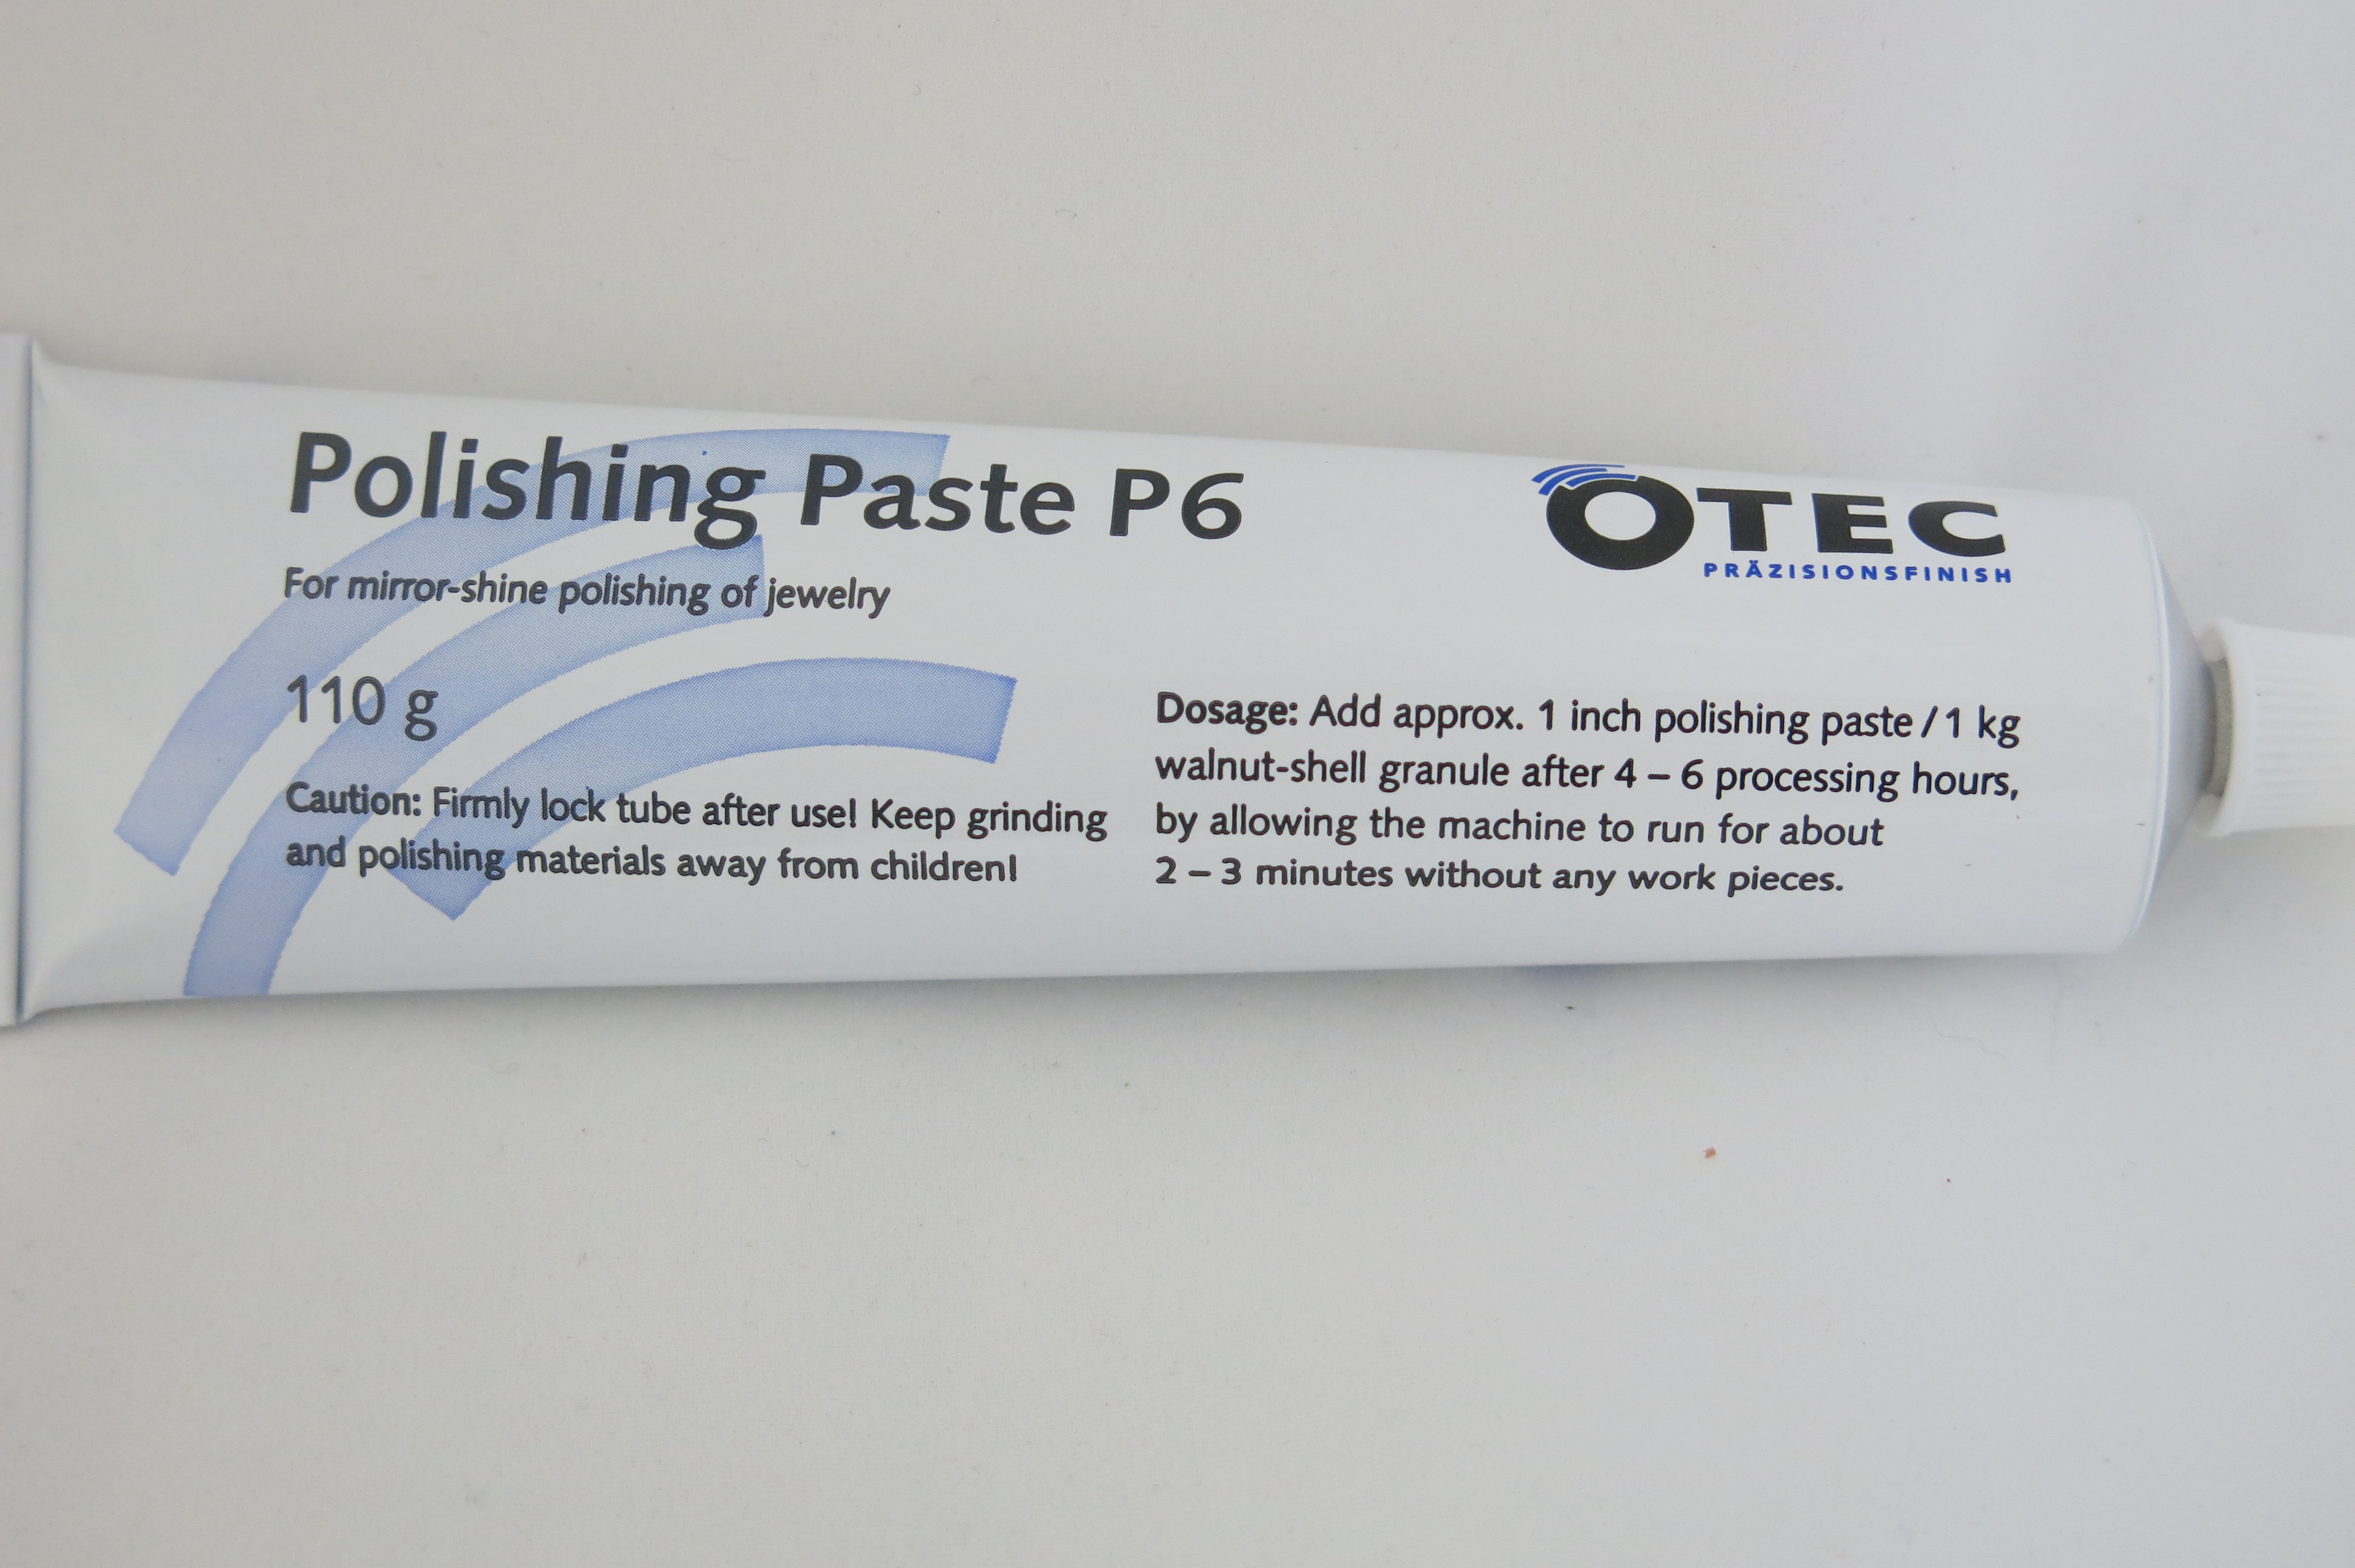 Polishing Paste P6
For mirror-shine polishing of jewelry
110 g
Caution: Firmly lock tube after use! Keep grinding
and polishing materials away from children!
OTEC
PRÄZISIONSFINISH
Dosage: Add approx. 1 inch polishing paste / 1 kg
walnut-shell granule after 4 – 6 processing hours,
by allowing the machine to run for about
2 – 3 minutes without any work pieces.